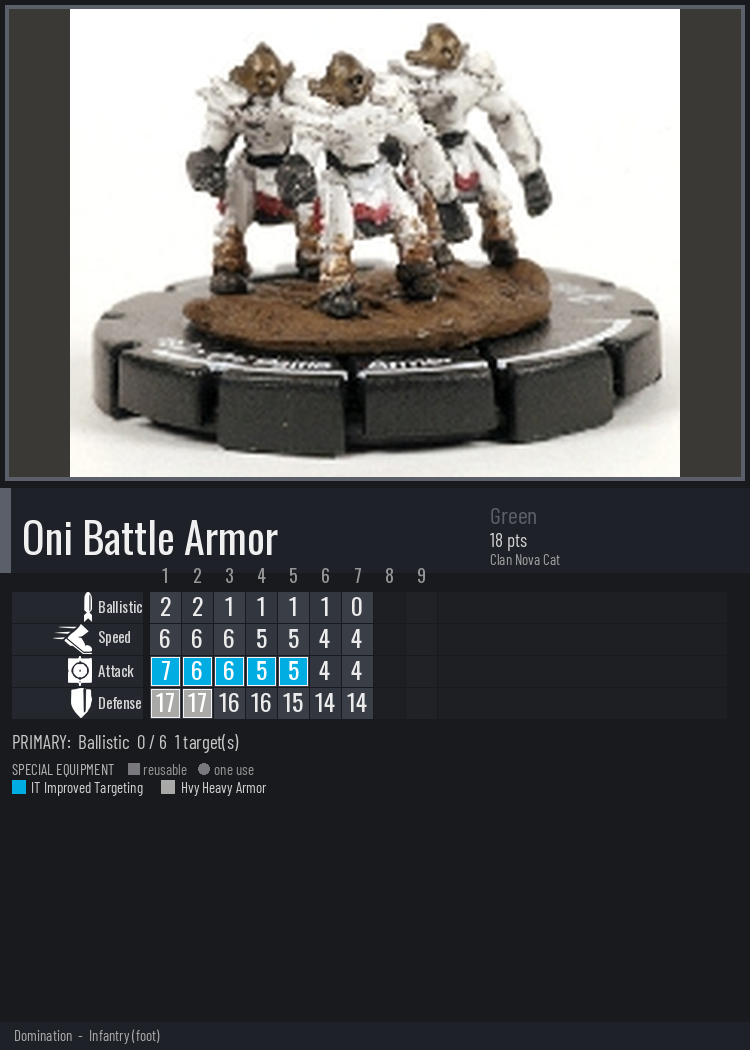 Armor
Oni Battle Armor
Green
18 pts
Clan Nova Cat
1 2 3 4 5 6 7 8 9
Ballistic 2 2 1 1 1 1 0
Speed 6 6 6 5 5 4 4
Attack 7 6 6 5 5 4 4
Defense 17 17 16 16 15 14 14
PRIMARY: Ballistic 0 / 6 1 target(s)
SPECIAL EQUIPMENT reusable one use
IT Improved Targeting Hvy Heavy Armor
Domination - Infantry (foot)